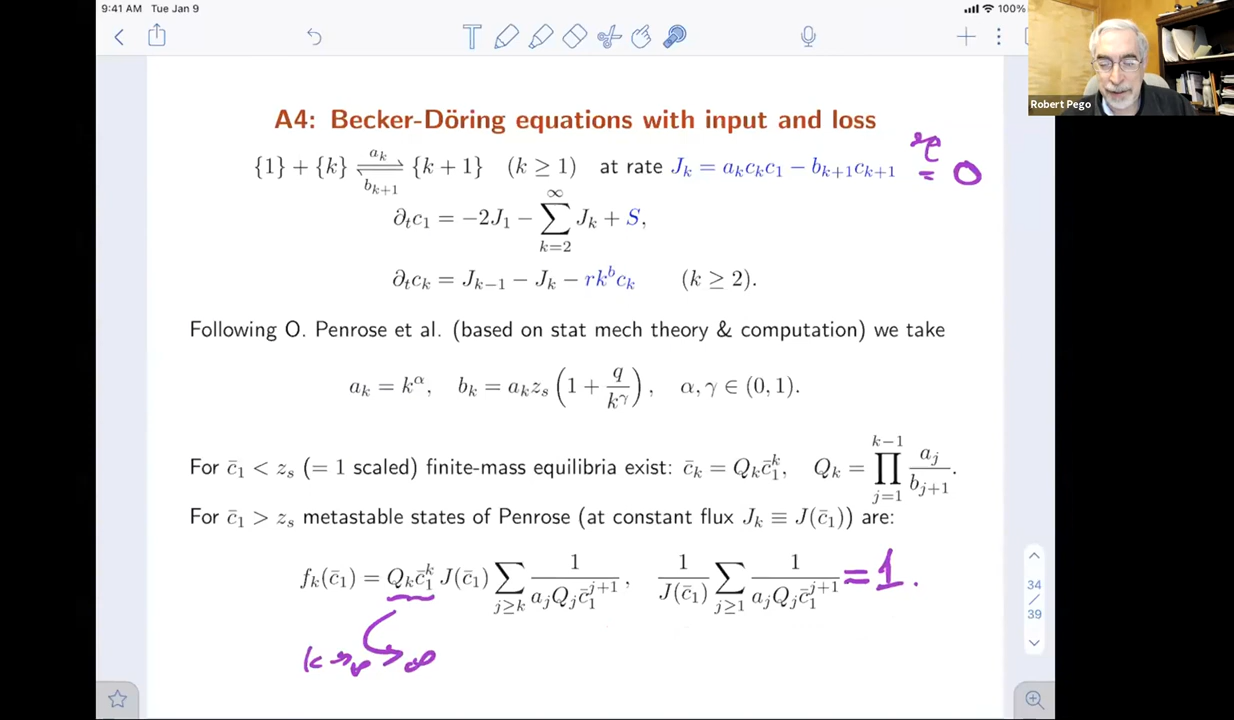 9:41 AM Tue Jan 9
100%
Robert Pego
A4: Becker-Döring equations with input and loss
{1} + {k} ⇌ {k + 1} (k ≥ 1) at rate J_k = a_k c_k c_1 − b_{k+1} c_{k+1}
a_k
b_{k+1}
= 0
∂_t c_1 = −2J_1 − ∑_{k=2}^{∞} J_k + S,
∂_t c_k = J_{k−1} − J_k − r k^b c_k (k ≥ 2).
Following O. Penrose et al. (based on stat mech theory & computation) we take
a_k = k^α, b_k = a_k z_s (1 + q/k^γ), α, γ ∈ (0, 1).
For c̄_1 < z_s (= 1 scaled) finite-mass equilibria exist: c̄_k = Q_k c̄_1^k, Q_k = ∏_{j=1}^{k−1} a_j/b_{j+1}.
For c̄_1 > z_s metastable states of Penrose (at constant flux J_k ≡ J(c̄_1)) are:
f_k(c̄_1) = Q_k c̄_1^k J(c̄_1) ∑_{j≥k} 1/(a_j Q_j c̄_1^{j+1}), 1/J(c̄_1) ∑_{j≥1} 1/(a_j Q_j c̄_1^{j+1}) = 1.
k→∞ ∞
34
/
39